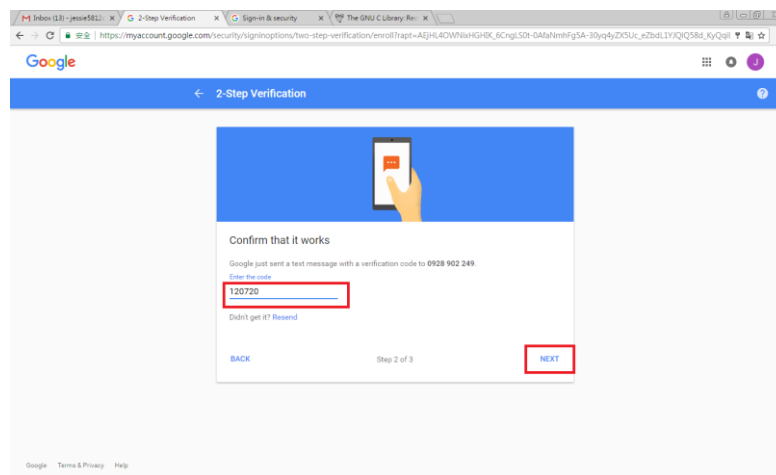 Inbox (13) - jessie5812
2-Step Verification
Sign-in & security
The GNU C Library: Re
安全 | https://myaccount.google.com/security/signinoptions/two-step-verification/enroll?rapt=
Google
J
2-Step Verification
Confirm that it works
Google just sent a text message with a verification code to 0928 902 249.
Enter the code
120720
Didn't get it? Resend
BACK
Step 2 of 3
NEXT
Google Terms & Privacy Help